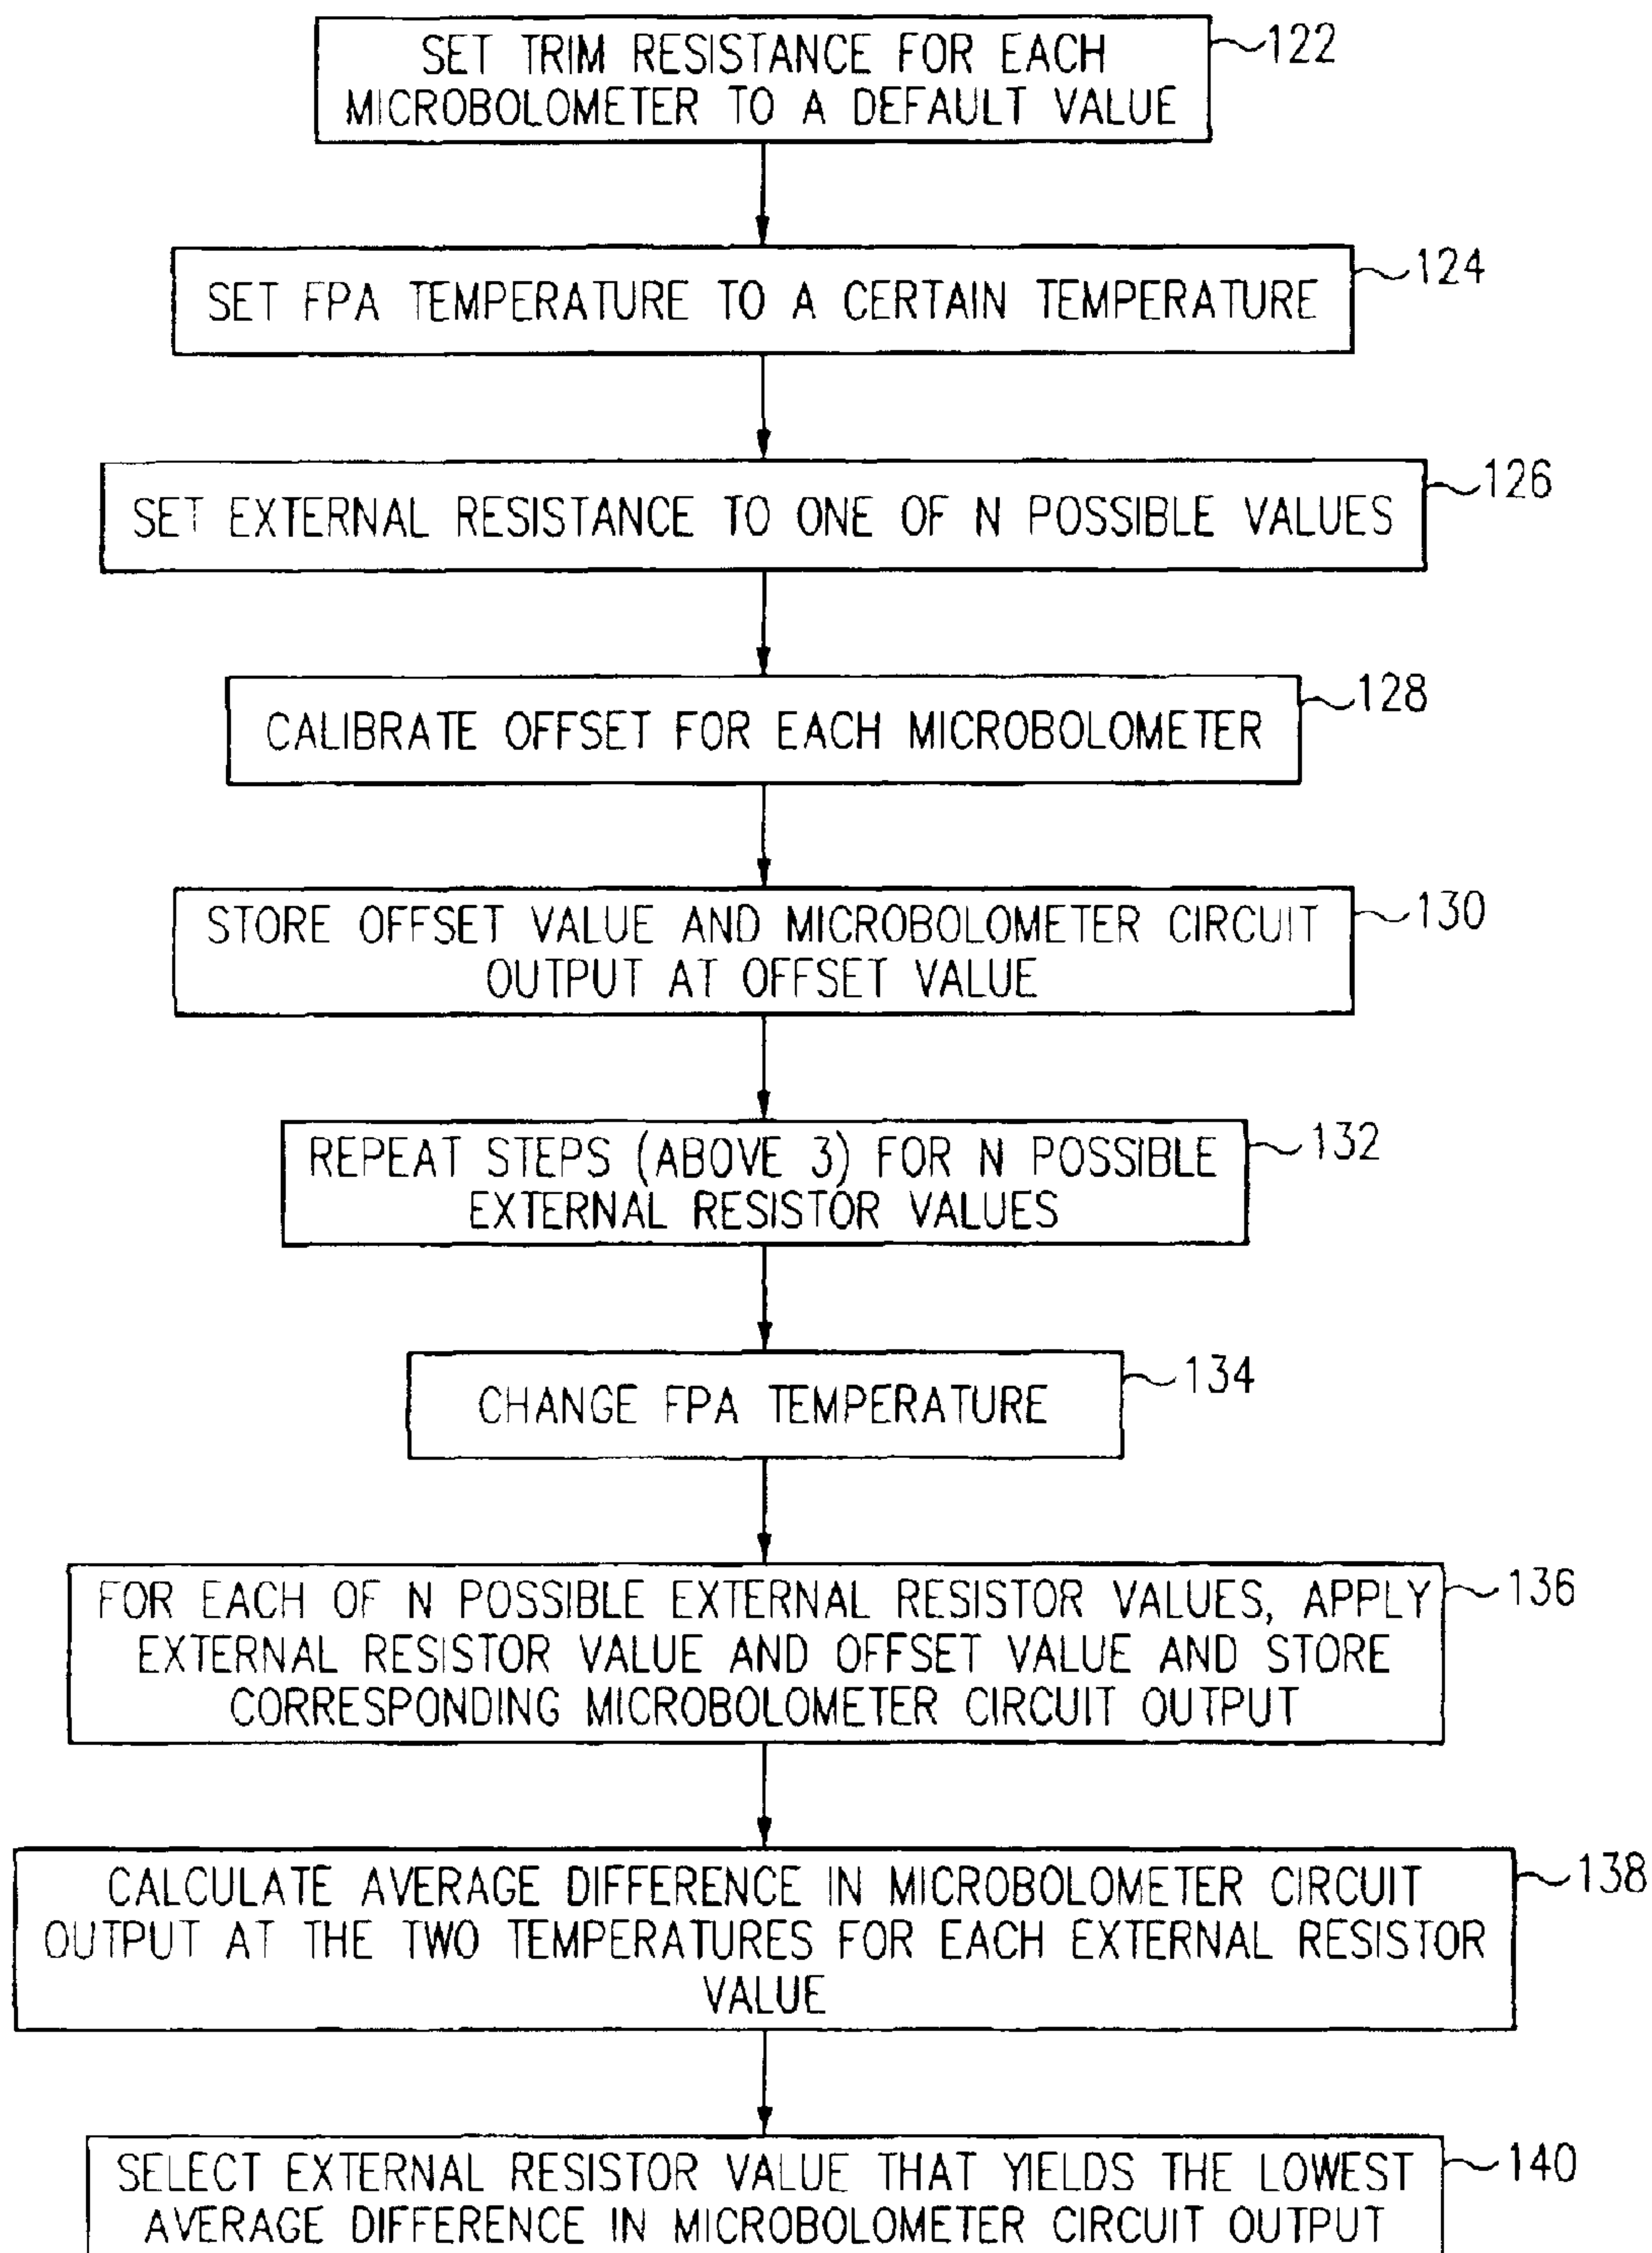 SET TRIM RESISTANCE FOR EACH
MICROBOLOMETER TO A DEFAULT VALUE
122
SET FPA TEMPERATURE TO A CERTAIN TEMPERATURE
124
SET EXTERNAL RESISTANCE TO ONE OF N POSSIBLE VALUES
126
CALIBRATE OFFSET FOR EACH MICROBOLOMETER
128
STORE OFFSET VALUE AND MICROBOLOMETER CIRCUIT
OUTPUT AT OFFSET VALUE
130
REPEAT STEPS (ABOVE 3) FOR N POSSIBLE
EXTERNAL RESISTOR VALUES
132
CHANGE FPA TEMPERATURE
134
FOR EACH OF N POSSIBLE EXTERNAL RESISTOR VALUES, APPLY
EXTERNAL RESISTOR VALUE AND OFFSET VALUE AND STORE
CORRESPONDING MICROBOLOMETER CIRCUIT OUTPUT
136
CALCULATE AVERAGE DIFFERENCE IN MICROBOLOMETER CIRCUIT
OUTPUT AT THE TWO TEMPERATURES FOR EACH EXTERNAL RESISTOR
VALUE
138
SELECT EXTERNAL RESISTOR VALUE THAT YIELDS THE LOWEST
AVERAGE DIFFERENCE IN MICROBOLOMETER CIRCUIT OUTPUT
140